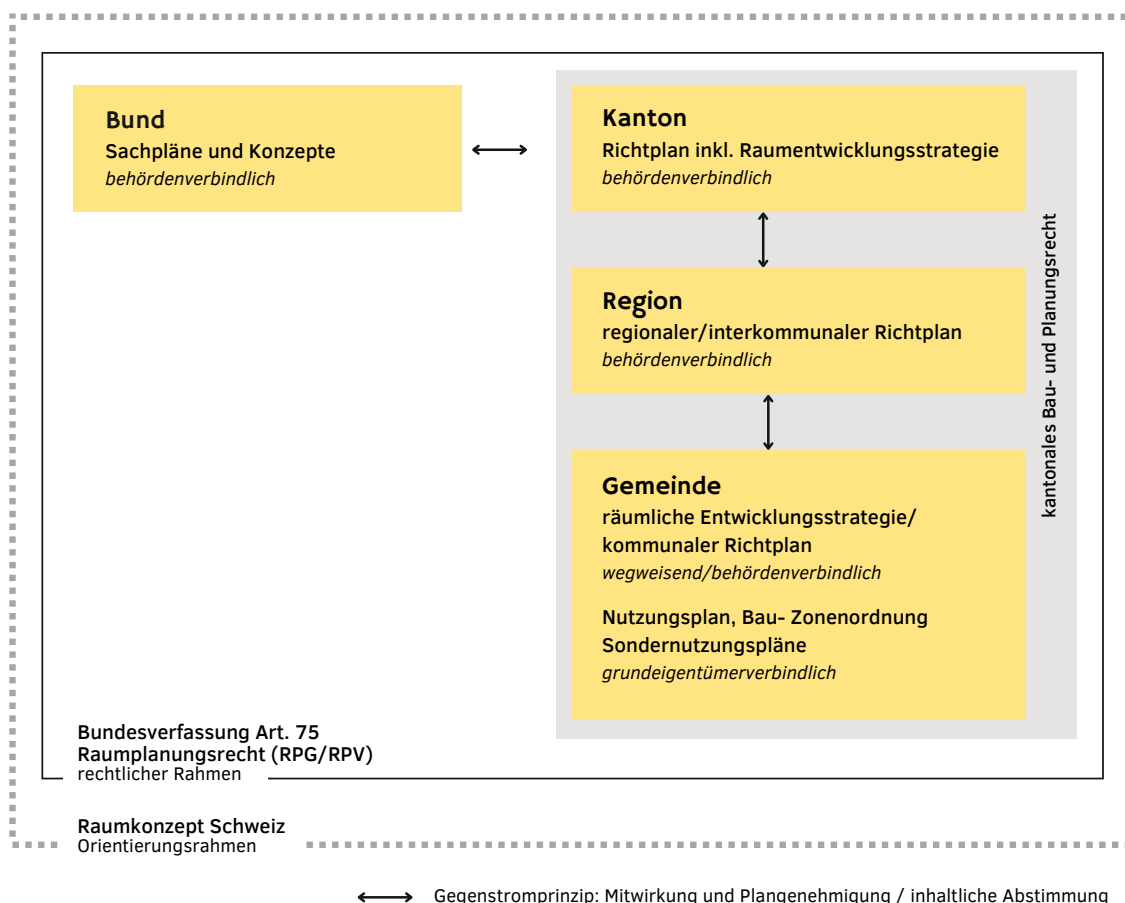 Bund
Sachpläne und Konzepte
behördenverbindlich
Kanton
Richtplan inkl. Raumentwicklungsstrategie
behördenverbindlich
Region
regionaler/interkommunaler Richtplan
behördenverbindlich
Gemeinde
räumliche Entwicklungsstrategie/
kommunaler Richtplan
wegweisend/behördenverbindlich
Nutzungsplan, Bau- Zonenordnung
Sondernutzungspläne
grundeigentümerverbindlich
kantonales Bau- und Planungsrecht
Bundesverfassung Art. 75
Raumplanungsrecht (RPG/RPV)
rechtlicher Rahmen
Raumkonzept Schweiz
Orientierungsrahmen
Gegenstromprinzip: Mitwirkung und Plangenehmigung / inhaltliche Abstimmung